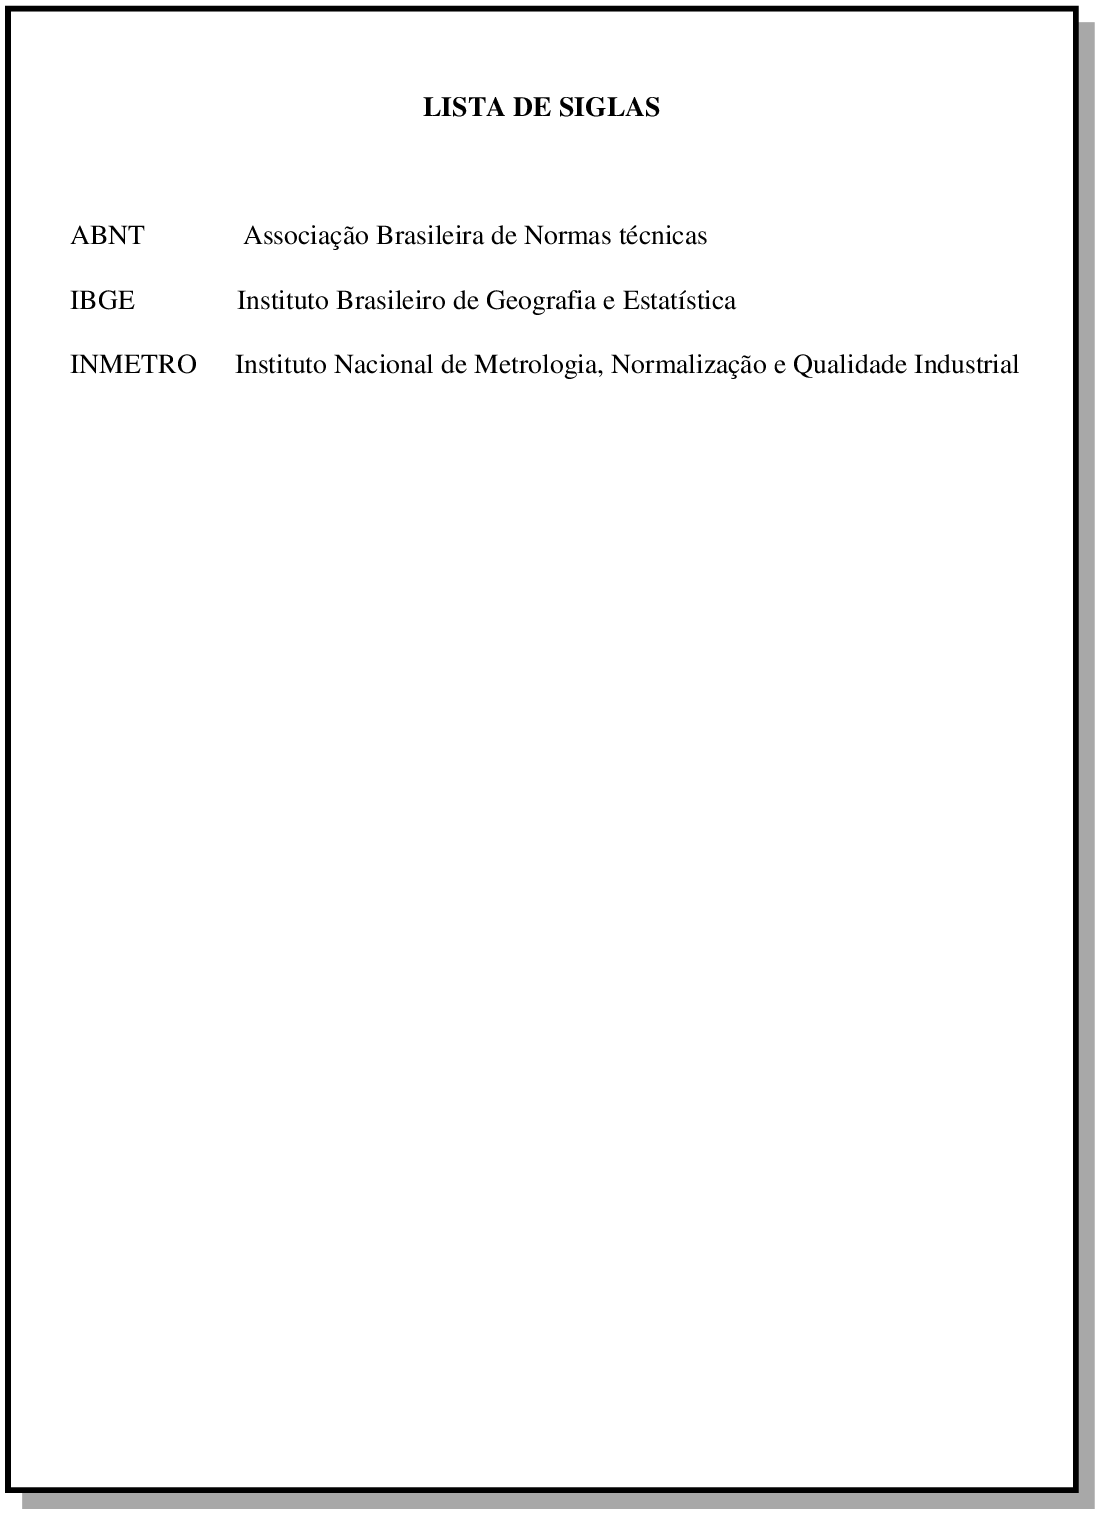 LISTA DE SIGLAS
ABNT Associação Brasileira de Normas técnicas
IBGE Instituto Brasileiro de Geografia e Estatística
INMETRO Instituto Nacional de Metrologia, Normalização e Qualidade Industrial